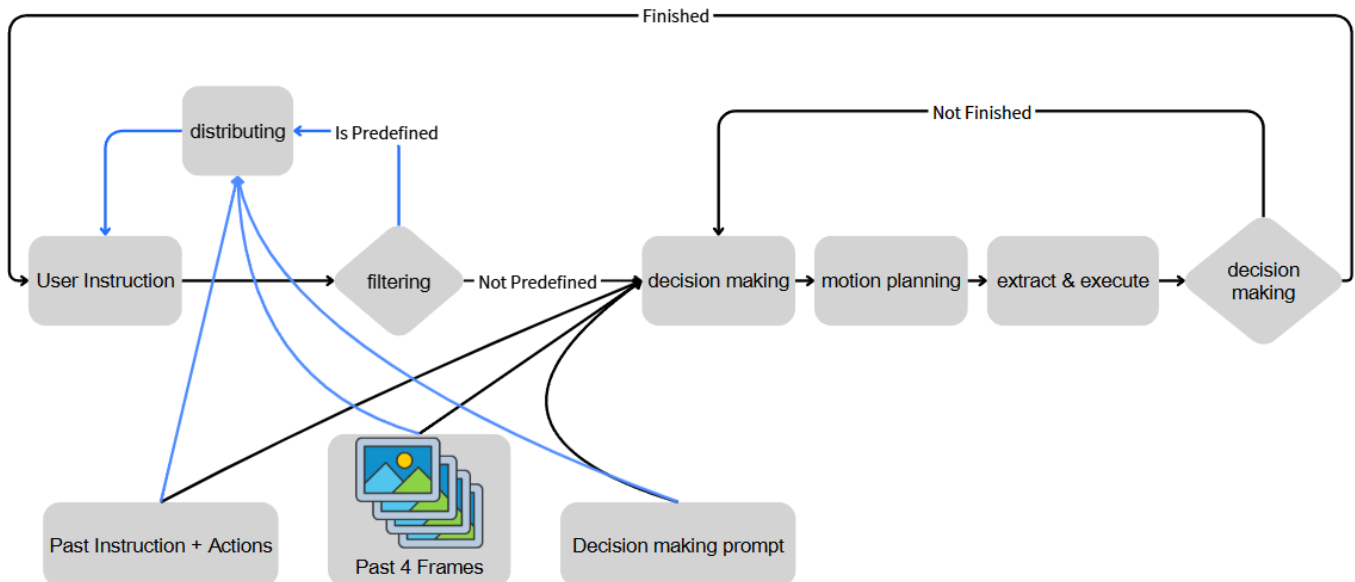 Finished
distributing
Is Predefined
Not Finished
User Instruction
filtering
Not Predefined
decision making
motion planning
extract & execute
decision
making
Past Instruction + Actions
Past 4 Frames
Decision making prompt